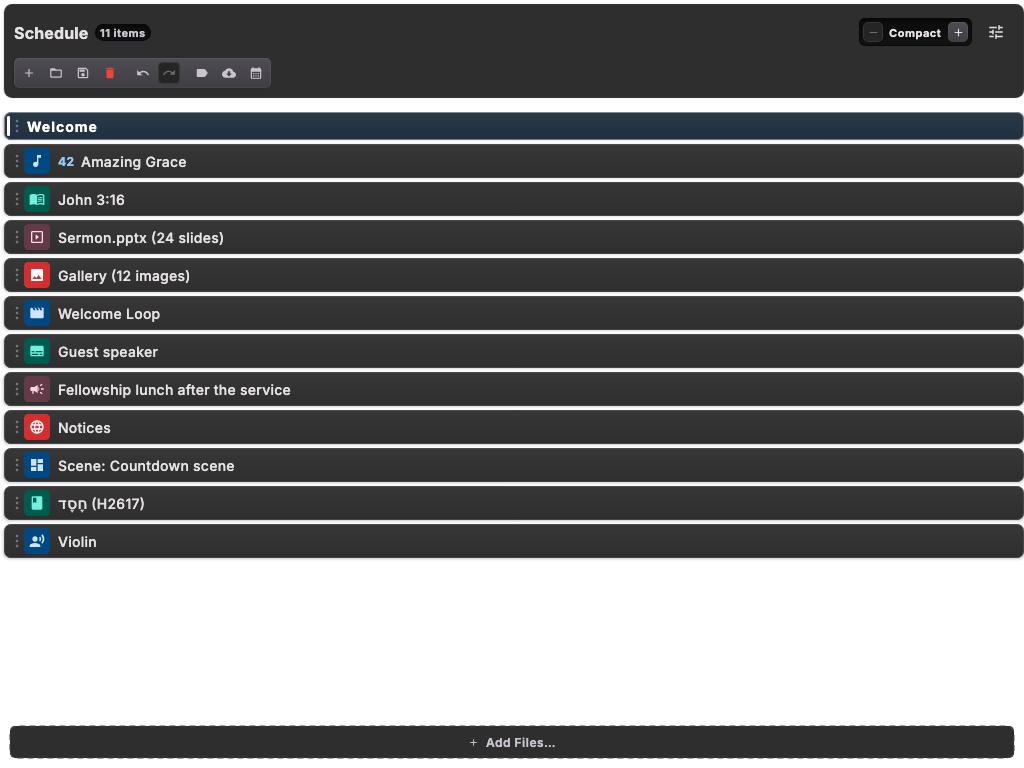 Schedule 11 items
Compact
Welcome
42 Amazing Grace
John 3:16
Sermon.pptx (24 slides)
Gallery (12 images)
Welcome Loop
Guest speaker
Fellowship lunch after the service
Notices
Scene: Countdown scene
חָסֶד (H2617)
Violin
Add Files...